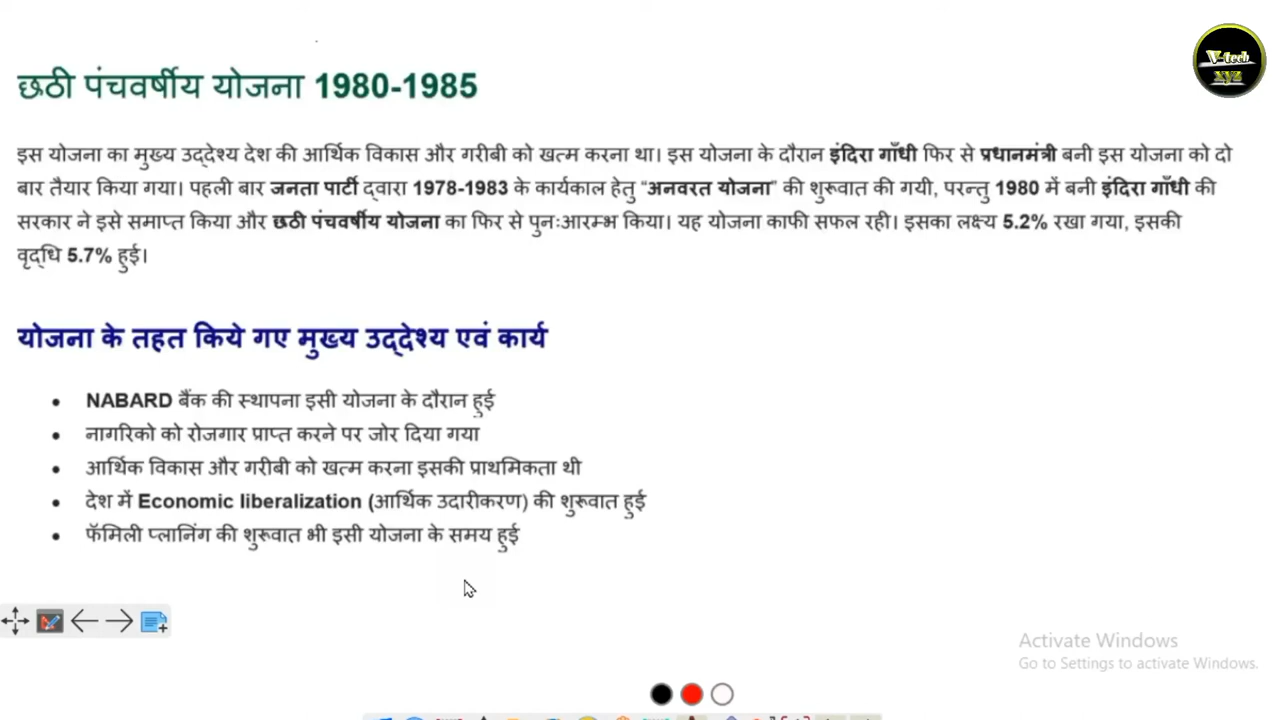 V-tech
xyz
छठी पंचवर्षीय योजना 1980-1985
इस योजना का मुख्य उद्देश्य देश की आर्थिक विकास और गरीबी को खत्म करना था। इस योजना के दौरान इंदिरा गाँधी फिर से प्रधानमंत्री बनी इस योजना को दो
बार तैयार किया गया। पहली बार जनता पार्टी द्वारा 1978-1983 के कार्यकाल हेतु “अनवरत योजना” की शुरूवात की गयी, परन्तु 1980 में बनी इंदिरा गाँधी की
सरकार ने इसे समाप्त किया और छठी पंचवर्षीय योजना का फिर से पुनःआरम्भ किया। यह योजना काफी सफल रही। इसका लक्ष्य 5.2% रखा गया, इसकी
वृद्धि 5.7% हुई।
योजना के तहत किये गए मुख्य उद्देश्य एवं कार्य
• NABARD बैंक की स्थापना इसी योजना के दौरान हुई
• नागरिको को रोजगार प्राप्त करने पर जोर दिया गया
• आर्थिक विकास और गरीबी को खत्म करना इसकी प्राथमिकता थी
• देश में Economic liberalization (आर्थिक उदारीकरण) की शुरूवात हुई
• फॅमिली प्लानिंग की शुरूवात भी इसी योजना के समय हुई
Activate Windows
Go to Settings to activate Windows.